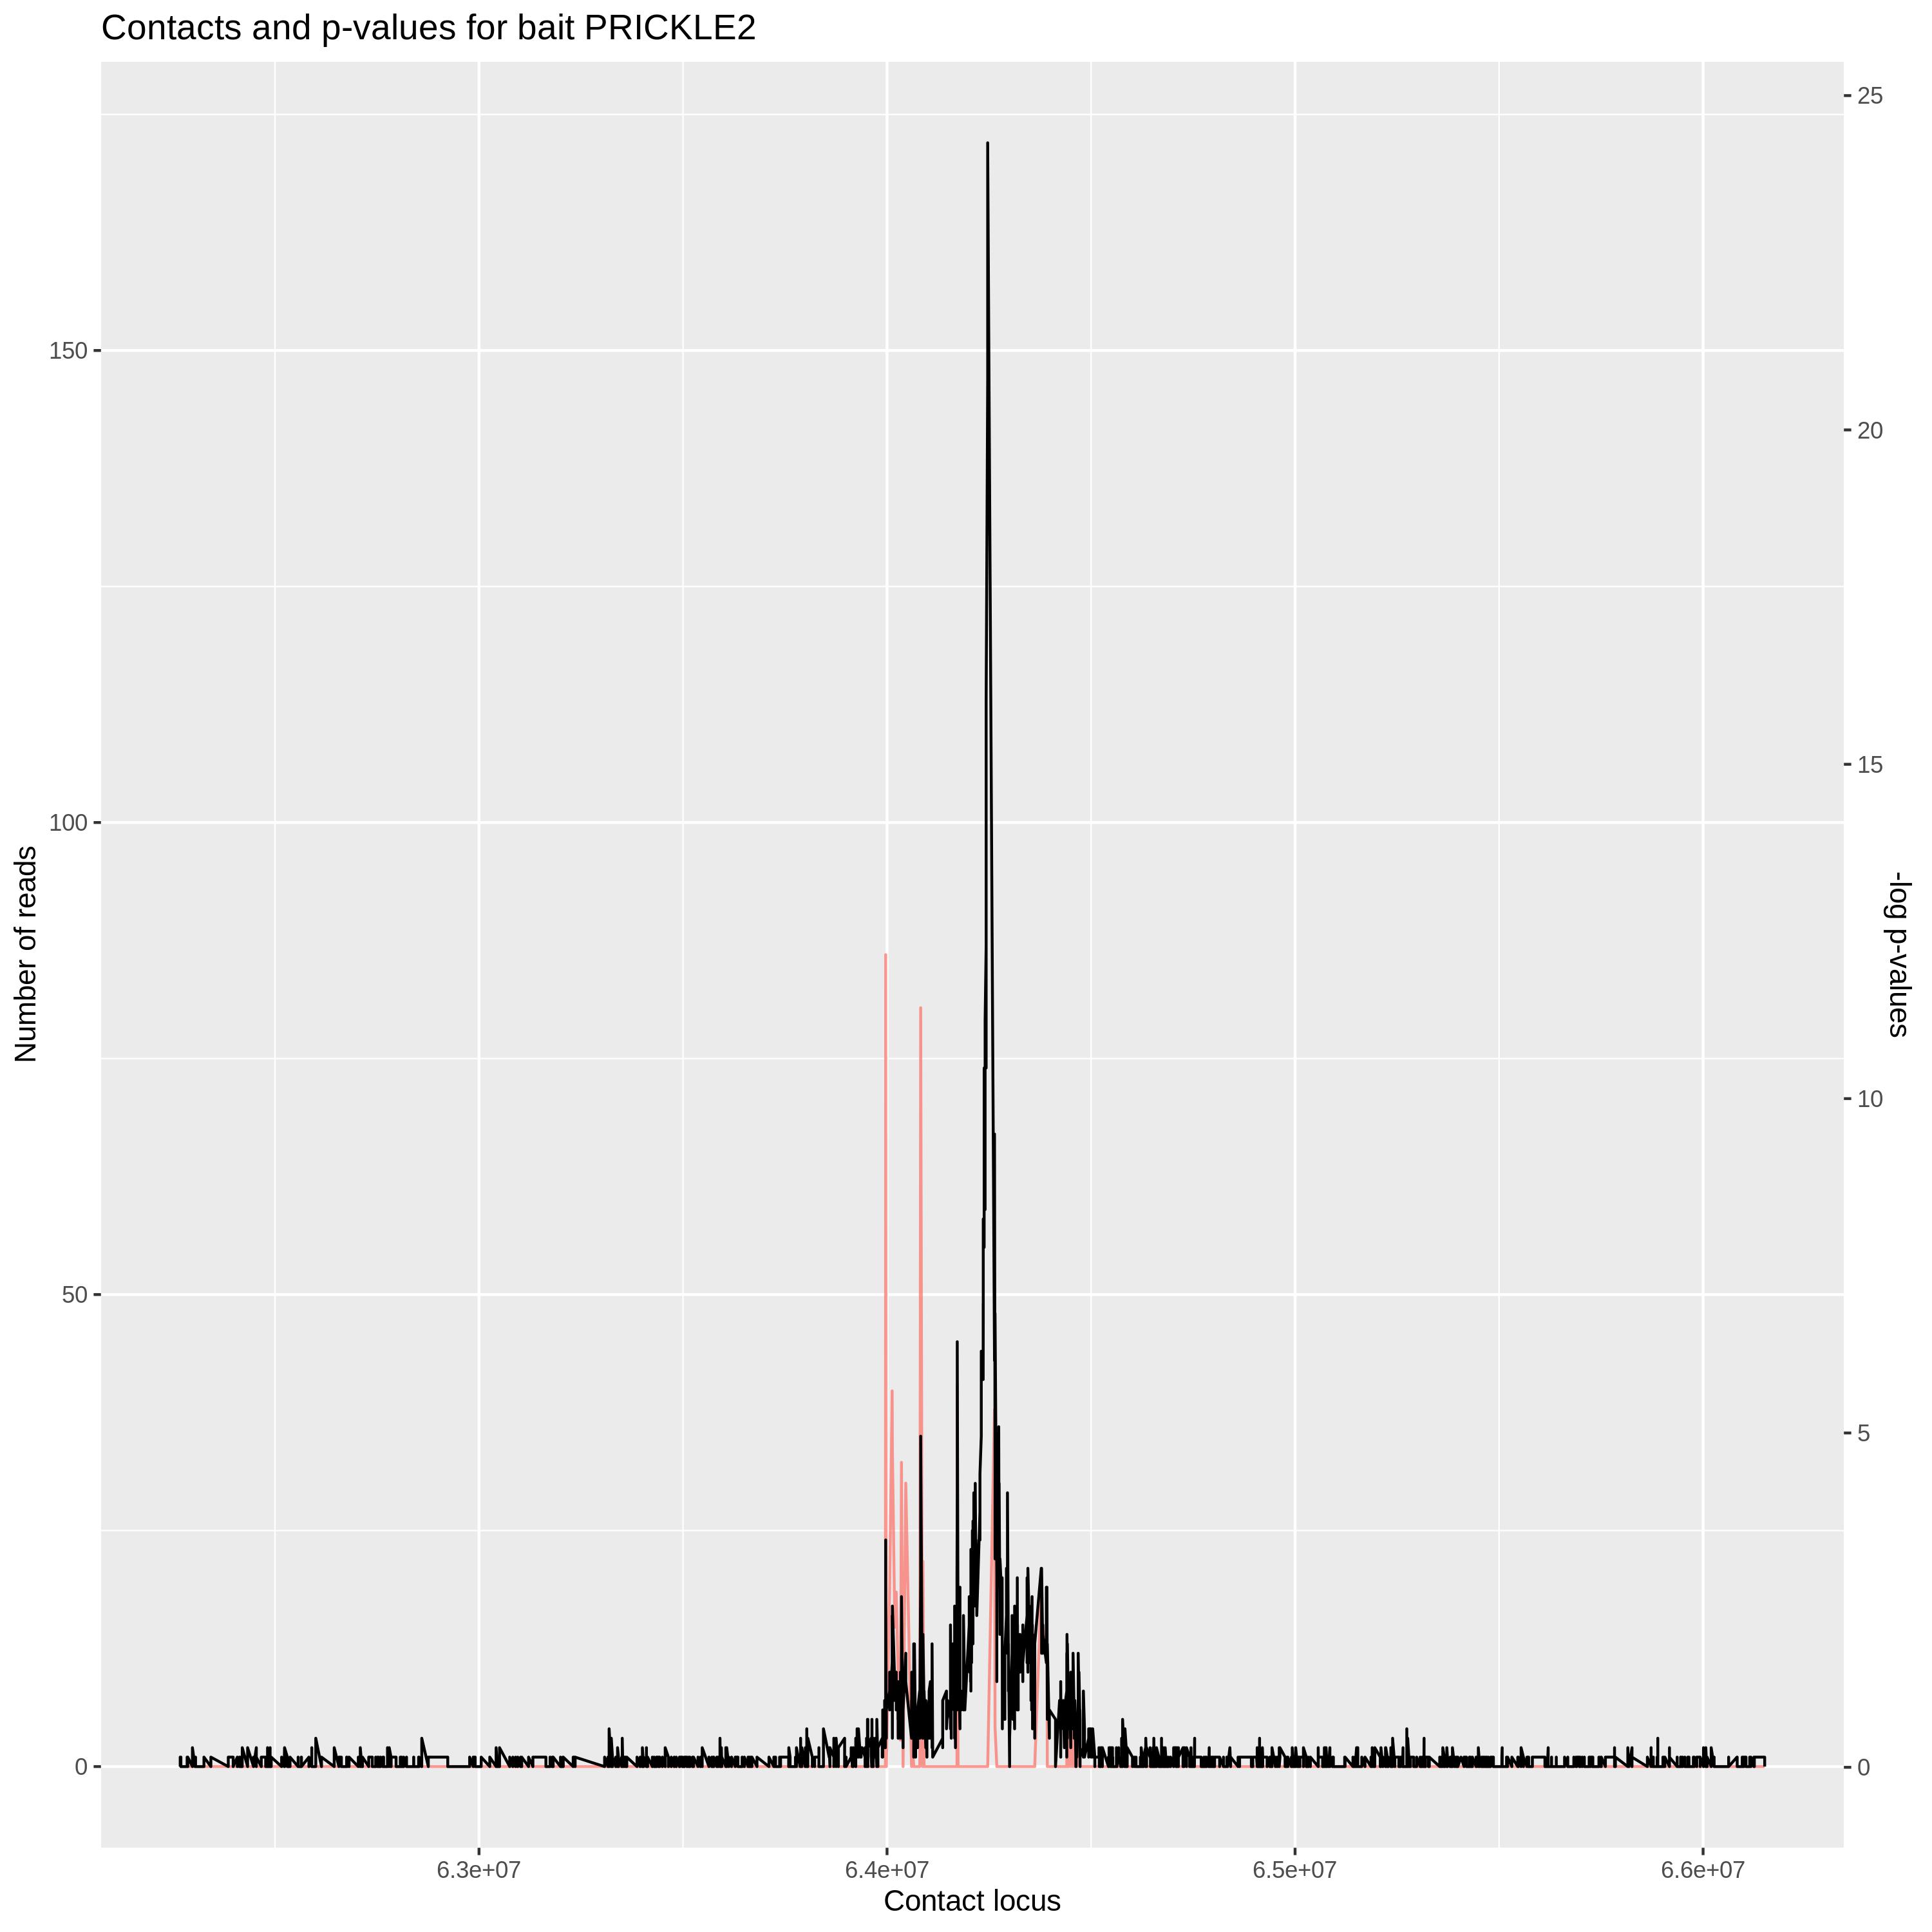 Contacts and p-values for bait PRICKLE2
25
150
20
15
100
Number of reads
-log p-values
10
50
5
0
0
6.3e+07
6.4e+07
6.5e+07
6.6e+07
Contact locus